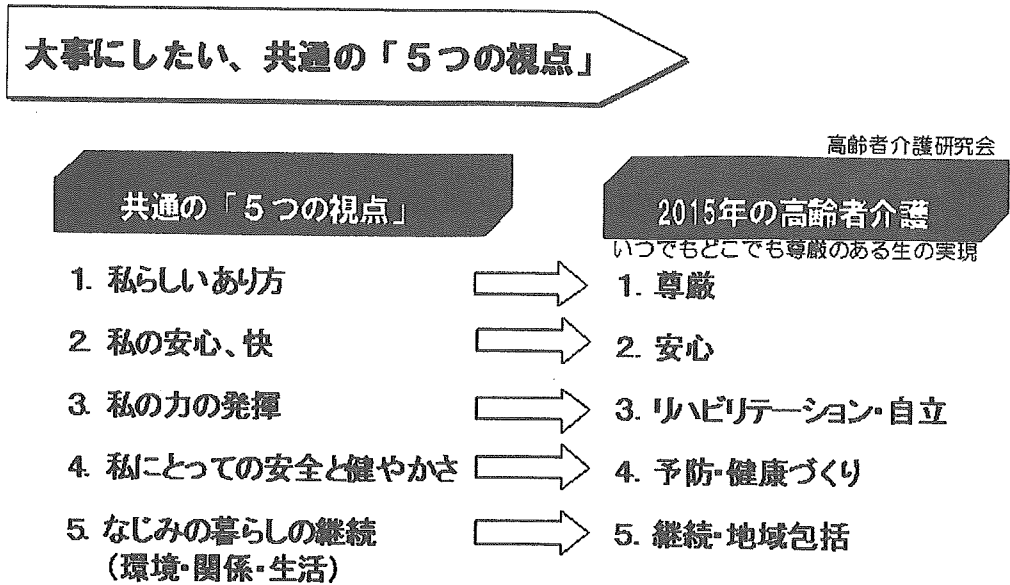 大事にしたい、共通の「5つの視点」
高齢者介護研究会
共通の「5つの視点」
2015年の高齢者介護
いつでもどこでも尊厳のある生の実現
1. 私らしいあり方
1. 尊厳
2. 私の安心、快
2. 安心
3. 私の力の発揮
3. リハビリテーション・自立
4. 私にとっての安全と健やかさ
4. 予防・健康づくり
5. なじみの暮らしの継続
(環境・関係・生活)
5. 継続・地域包括